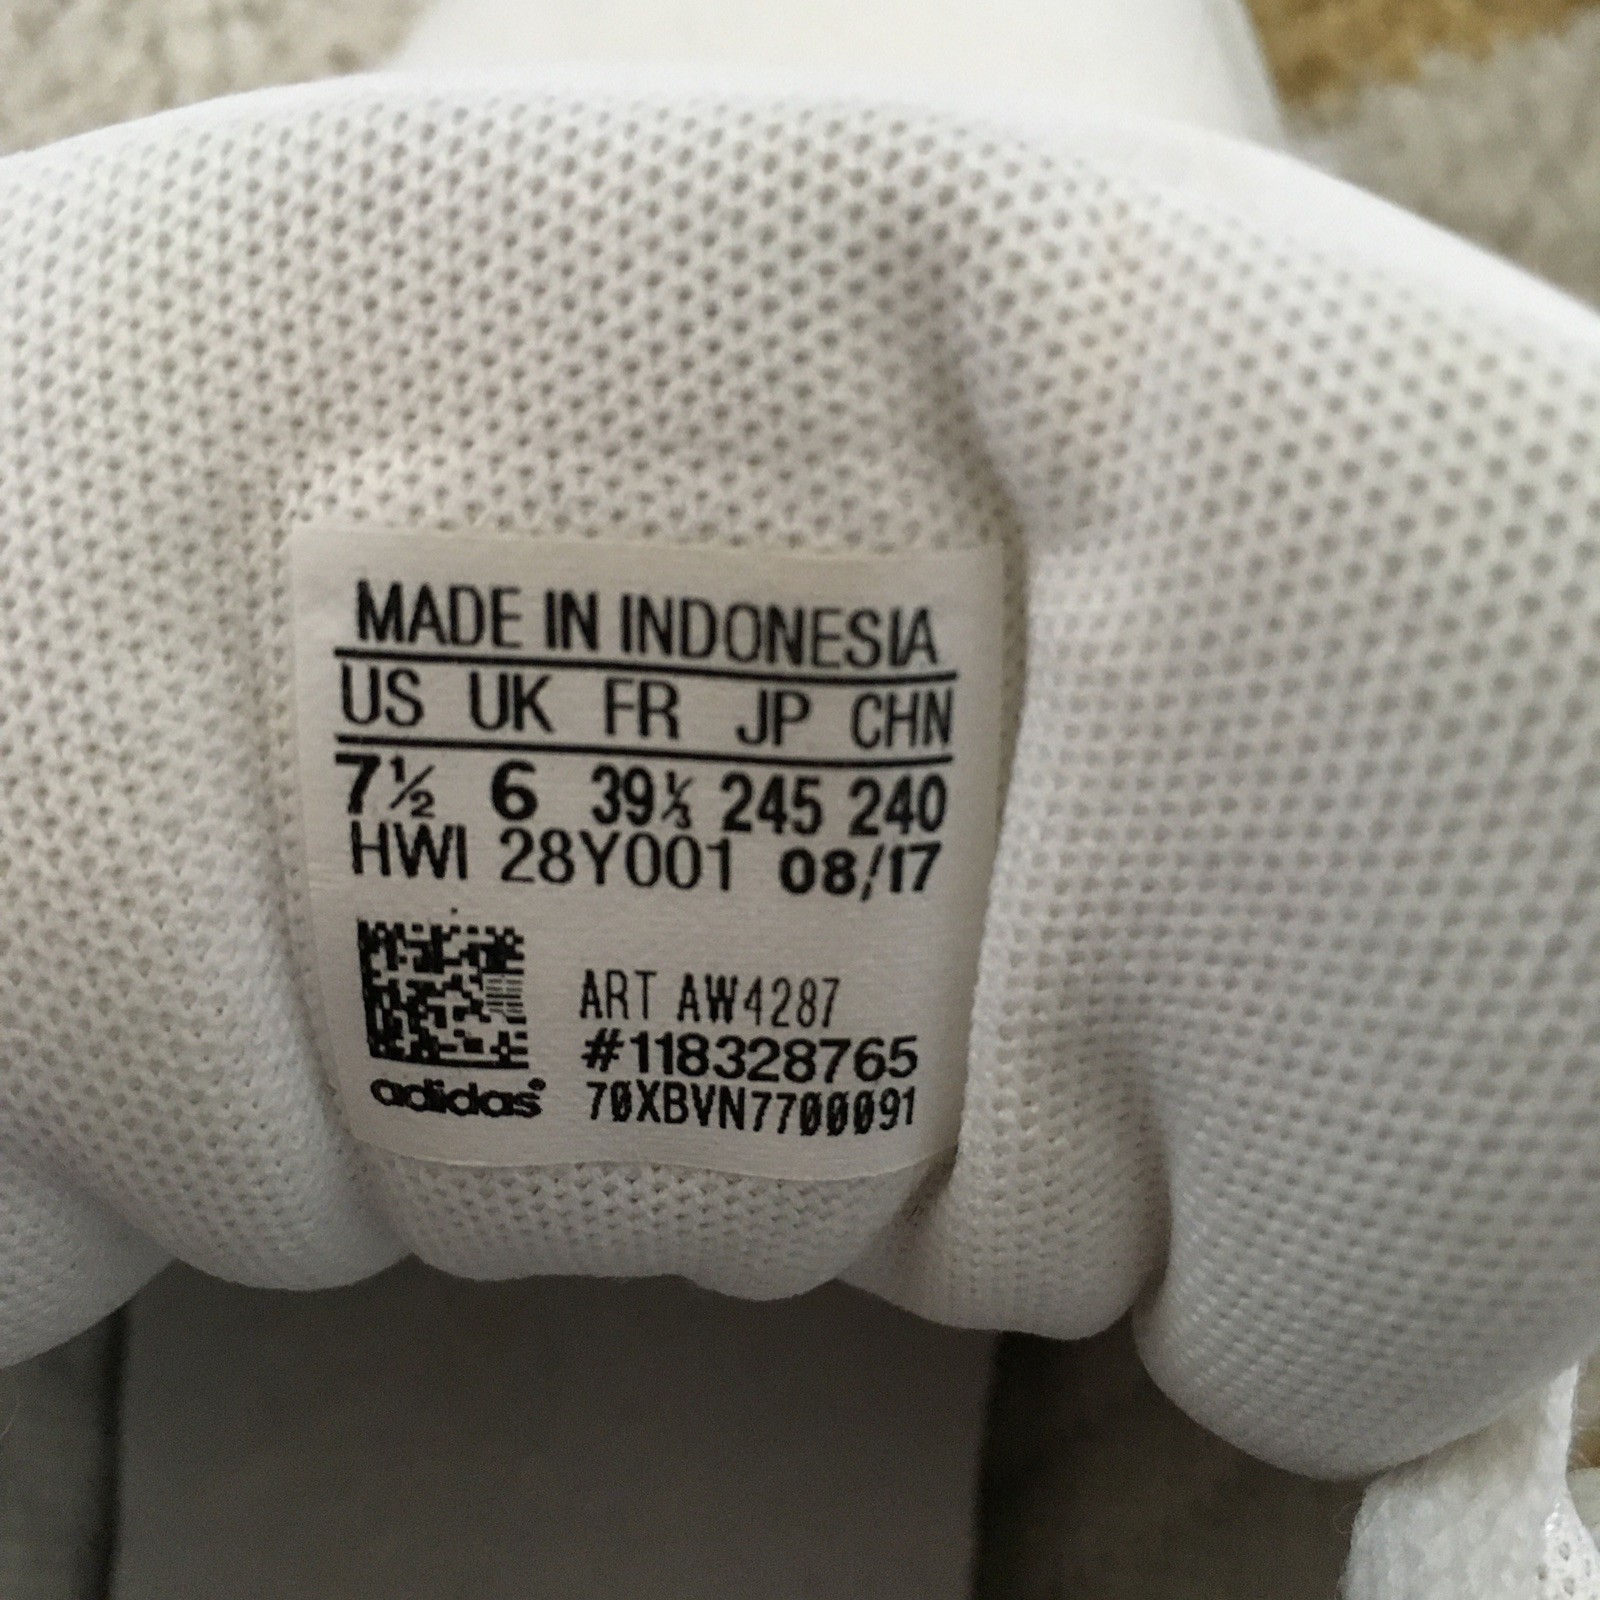 MADE IN INDONESIA
US UK FR JP CHN
7½ 6 39⅓ 245 240
HWI 28Y001 08/17
ART AW4287
#118328765
adidas® 70XBVN7700091